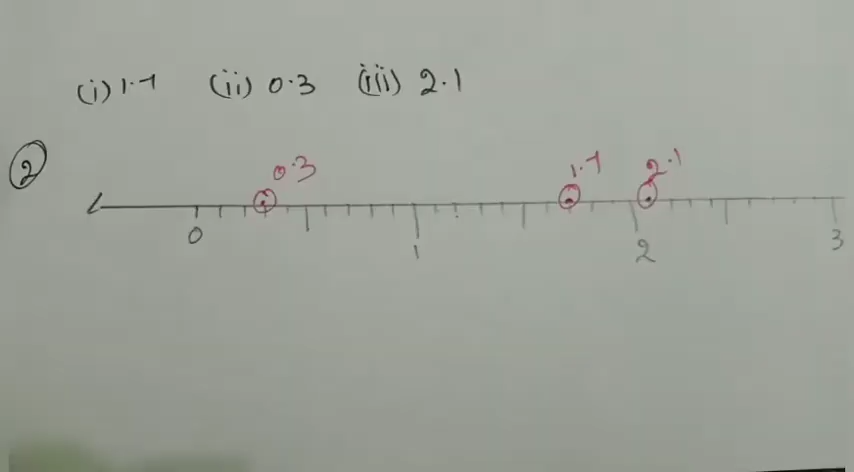 (i) 1.7 (ii) 0.3 (iii) 2.1
2
0.3 1.7 2.1
0 1 2 3